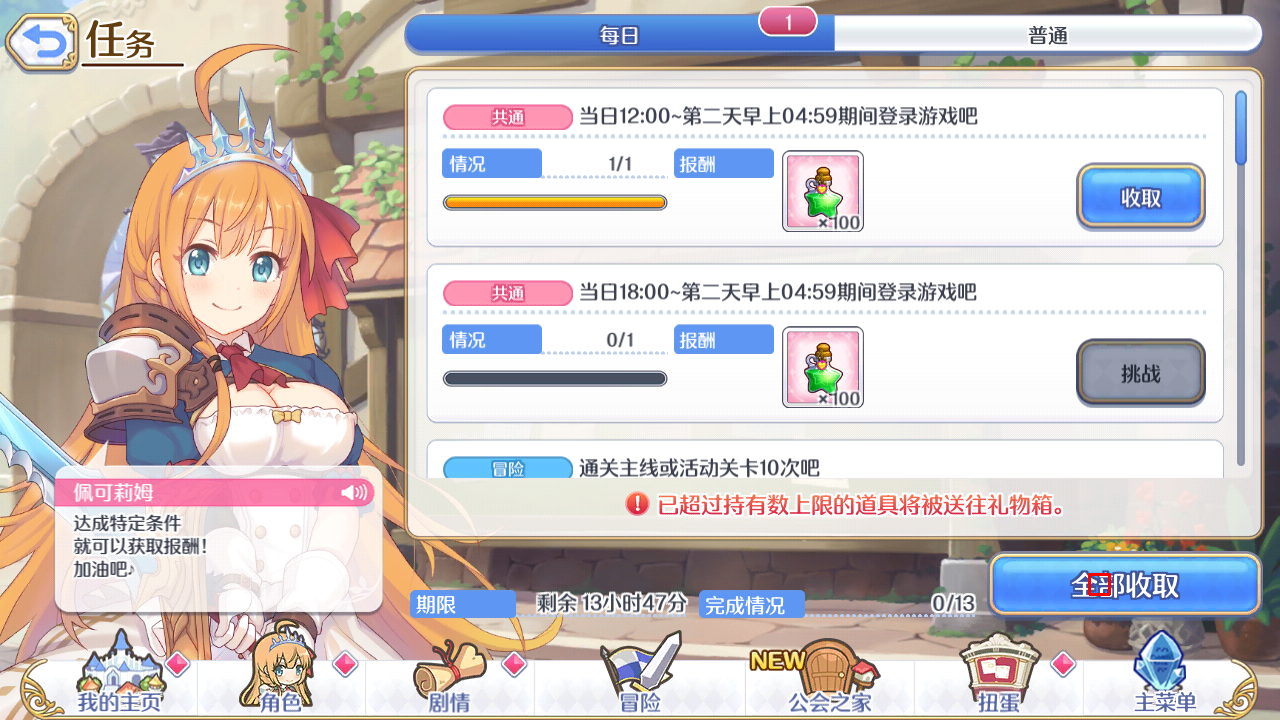 任务
每日
1
普通
共通
当日12:00~第二天早上04:59期间登录游戏吧
情况
1/1
报酬
×100
收取
共通
当日18:00~第二天早上04:59期间登录游戏吧
情况
0/1
报酬
×100
挑战
冒险
通关主线或活动关卡10次吧
! 已超过持有数上限的道具将被送往礼物箱。
佩可莉姆
达成特定条件
就可以获取报酬!
加油吧♪
期限
剩余 13小时47分
完成情况
0/13
全部收取
我的主页
角色
剧情
冒险
NEW
公会之家
扭蛋
主菜单